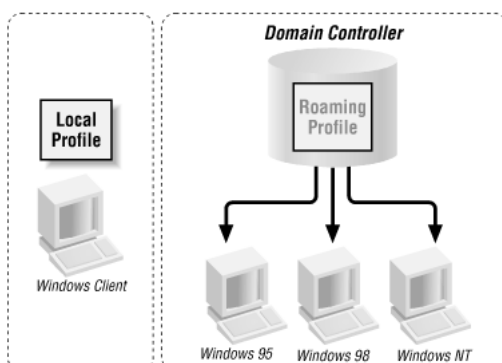 Local
Profile
Windows Client
Domain Controller
Roaming
Profile
Windows 95
Windows 98
Windows NT